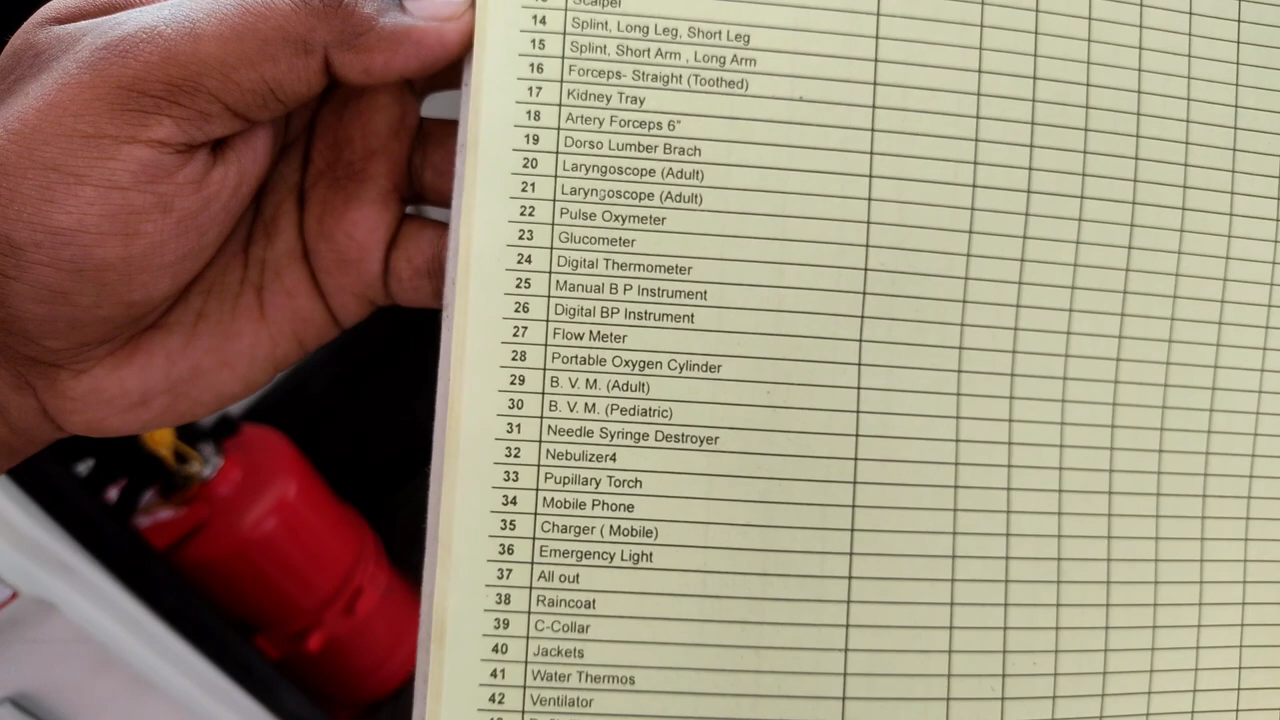 Scalpel
14 Splint, Long Leg, Short Leg
15 Splint, Short Arm , Long Arm
16 Forceps- Straight (Toothed)
17 Kidney Tray
18 Artery Forceps 6"
19 Dorso Lumber Brach
20 Laryngoscope (Adult)
21 Laryngoscope (Adult)
22 Pulse Oxymeter
23 Glucometer
24 Digital Thermometer
25 Manual B P Instrument
26 Digital BP Instrument
27 Flow Meter
28 Portable Oxygen Cylinder
29 B. V. M. (Adult)
30 B. V. M. (Pediatric)
31 Needle Syringe Destroyer
32 Nebulizer4
33 Pupillary Torch
34 Mobile Phone
35 Charger ( Mobile)
36 Emergency Light
37 All out
38 Raincoat
39 C-Collar
40 Jackets
41 Water Thermos
42 Ventilator